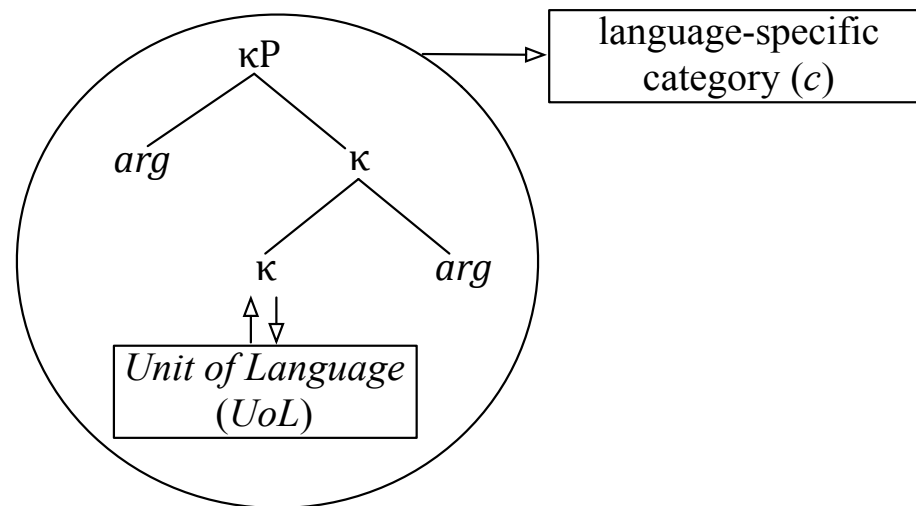 language-specific
category (c)
κP
arg
κ
κ
arg
Unit of Language
(UoL)